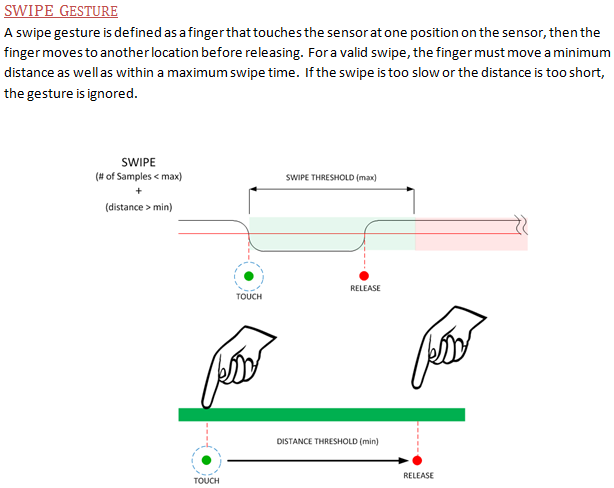 SWIPE GESTURE
A swipe gesture is defined as a finger that touches the sensor at one position on the sensor, then the
finger moves to another location before releasing. For a valid swipe, the finger must move a minimum
distance as well as within a maximum swipe time. If the swipe is too slow or the distance is too short,
the gesture is ignored.
SWIPE
(# of Samples < max)
+
(distance > min)
SWIPE THRESHOLD (max)
TOUCH
RELEASE
DISTANCE THRESHOLD (min)
TOUCH
RELEASE